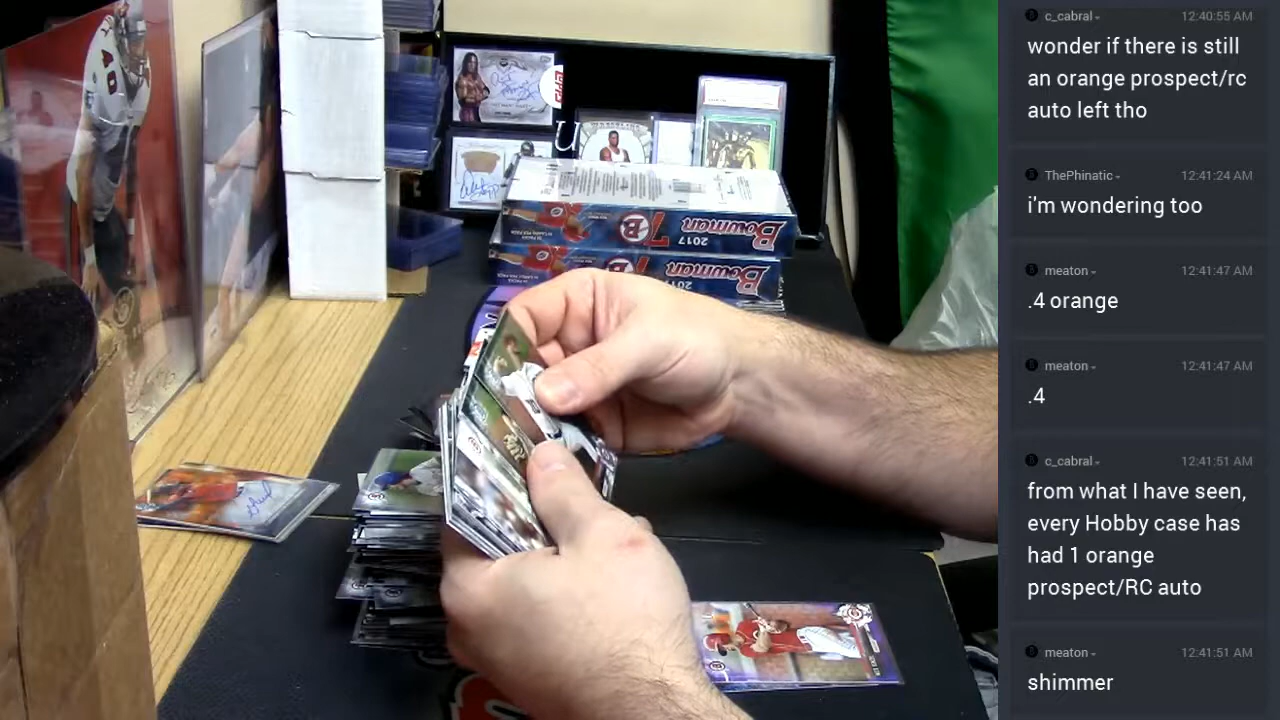 c_cabral
12:40:55 AM
wonder if there is still
an orange prospect/rc
auto left tho
ThePhinatic
12:41:24 AM
i'm wondering too
meaton
12:41:47 AM
.4 orange
meaton
12:41:47 AM
.4
c_cabral
12:41:51 AM
from what I have seen,
every Hobby case has
had 1 orange
prospect/RC auto
meaton
12:41:51 AM
shimmer
Bowman
2017
Bowman
2017